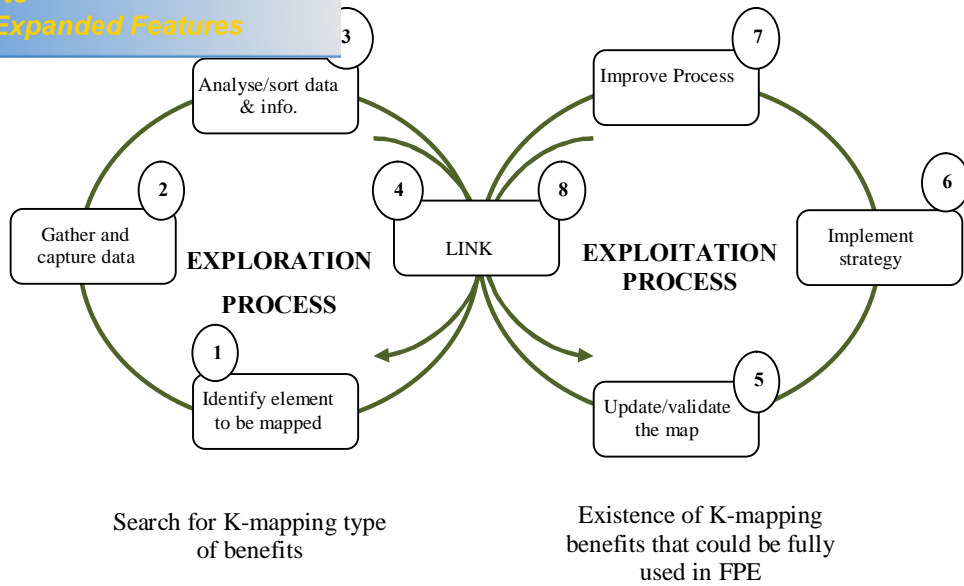 Expanded Features
3
7
Analyse/sort data
& info.
Improve Process
2
4
8
6
Gather and
capture data
EXPLORATION
PROCESS
LINK
EXPLOITATION
PROCESS
Implement
strategy
1
5
Identify element
to be mapped
Update/validate
the map
Search for K-mapping type
of benefits
Existence of K-mapping
benefits that could be fully
used in FPE